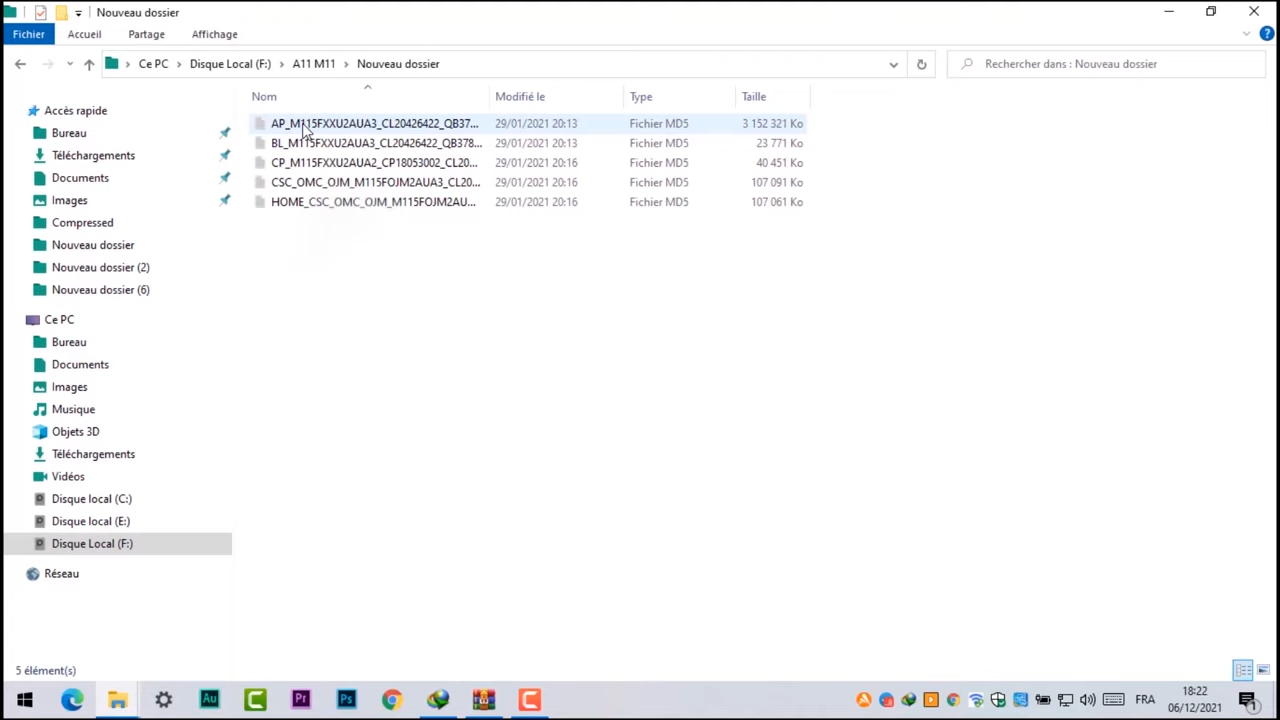 Nouveau dossier
Fichier Accueil Partage Affichage
Ce PC Disque Local (F:) A11 M11 Nouveau dossier
Rechercher dans : Nouveau dossier
Nom Modifié le Type Taille
Accès rapide
Bureau
Téléchargements
Documents
Images
Compressed
Nouveau dossier
Nouveau dossier (2)
Nouveau dossier (6)
Ce PC
Bureau
Documents
Images
Musique
Objets 3D
Téléchargements
Vidéos
Disque local (C:)
Disque local (E:)
Disque Local (F:)
Réseau
AP_M115FXXU2AUA3_CL20426422_QB37... 29/01/2021 20:13 Fichier MD5 3 152 321 Ko
BL_M115FXXU2AUA3_CL20426422_QB378... 29/01/2021 20:13 Fichier MD5 23 771 Ko
CP_M115FXXU2AUA2_CP18053002_CL20... 29/01/2021 20:16 Fichier MD5 40 451 Ko
CSC_OMC_OJM_M115FOJM2AUA3_CL20... 29/01/2021 20:16 Fichier MD5 107 091 Ko
HOME_CSC_OMC_OJM_M115FOJM2AU... 29/01/2021 20:16 Fichier MD5 107 061 Ko
5 élément(s)
Au Pr Ps
FRA
18:22
06/12/2021
1